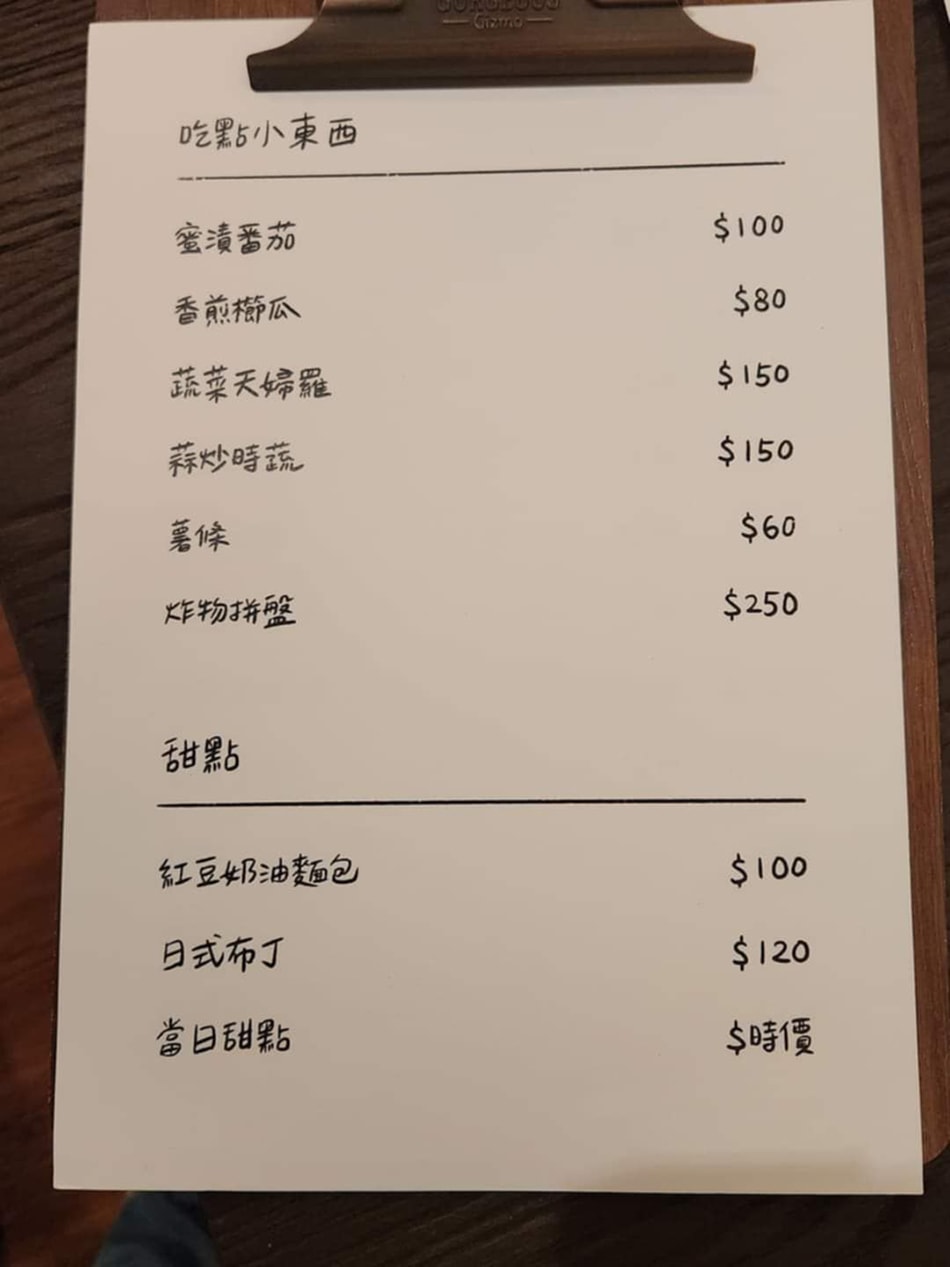 Gizmo
吃點小東西
蜜漬番茄 $100
香煎櫛瓜 $80
蔬菜天婦羅 $150
蒜炒時蔬 $150
薯條 $60
炸物拼盤 $250
甜點
紅豆奶油麵包 $100
日式布丁 $120
當日甜點 $時價